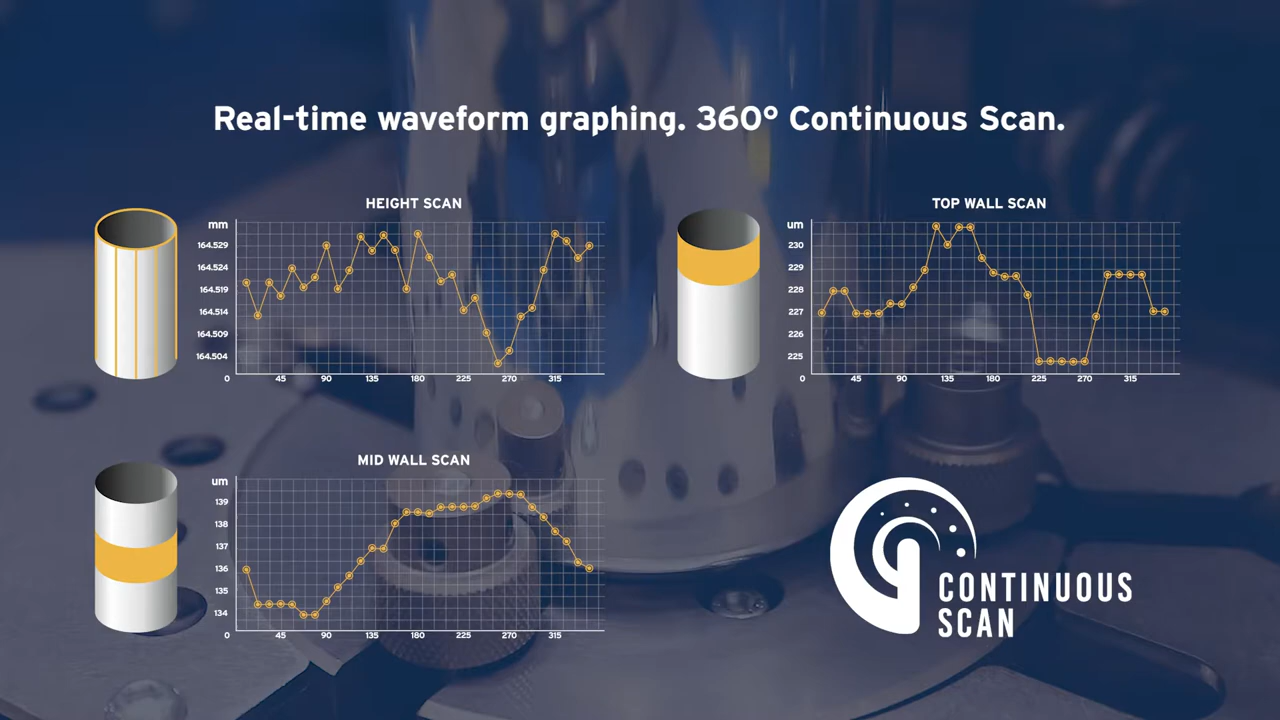 Real-time waveform graphing. 360° Continuous Scan.
HEIGHT SCAN
mm
164.529
164.524
164.519
164.514
164.509
164.504
0 45 90 135 180 225 270 315
TOP WALL SCAN
um
230
229
228
227
226
225
0 45 90 135 180 225 270 315
MID WALL SCAN
um
139
138
137
136
135
134
0 45 90 135 180 225 270 315
CONTINUOUS
SCAN